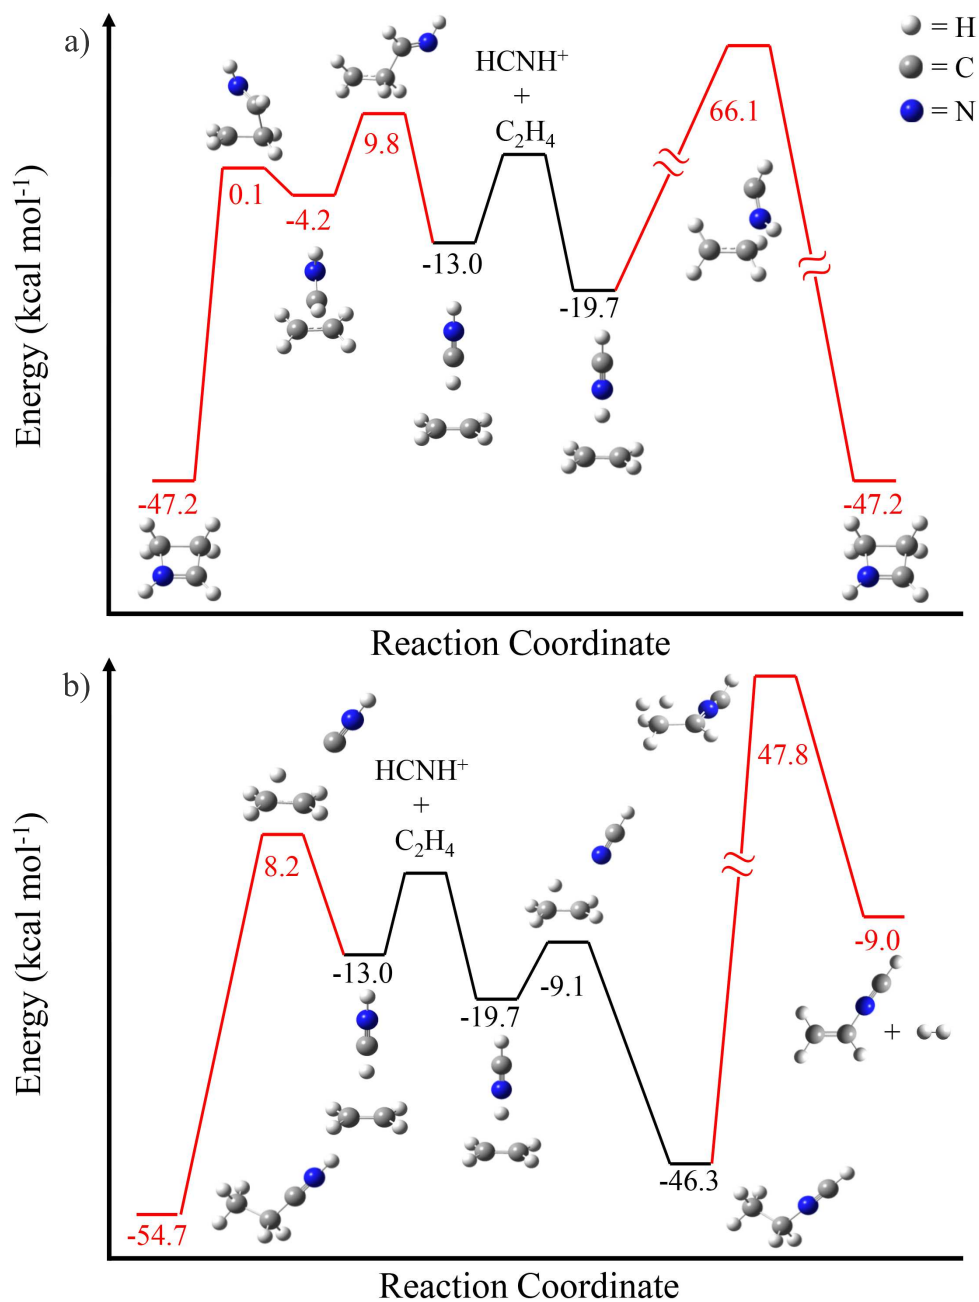 a)
= H
= C
= N
HCNH⁺
+
C₂H₄
66.1
9.8
0.1
-4.2
-13.0
-19.7
-47.2
-47.2
Energy (kcal mol⁻¹)
Reaction Coordinate
b)
47.8
HCNH⁺
+
C₂H₄
8.2
-9.0
-13.0
-19.7
-9.1
+
-46.3
-54.7
Energy (kcal mol⁻¹)
Reaction Coordinate